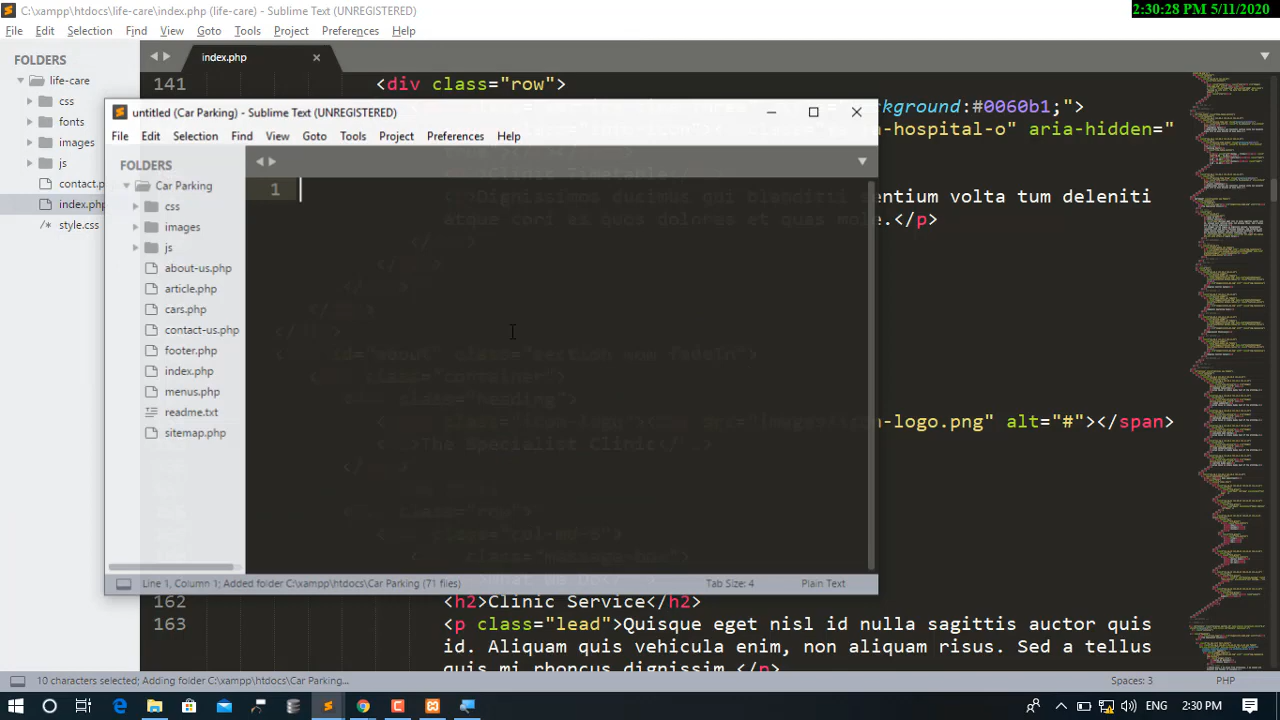 C:\xampp\htdocs\life-care\index.php (life-care) - Sublime Text (UNREGISTERED)
2:30:28 PM 5/11/2020
File Edit Selection Find View Goto Tools Project Preferences Help
FOLDERS
life-care
css
fonts
images
js
contact.p
index.php
style.css
index.php
141 <div class="row">
ckground:#0060b1;">
-hospital-o" aria-hidden="
entium volta tum deleniti
e.</p>
-logo.png" alt="#"></span>
162 <h2>Clinic Service</h2>
163 <p class="lead">Quisque eget nisl id nulla sagittis auctor quis
id. Aliquam quis vehicula enim, non aliquam risus. Sed a tellus
quis mi rhoncus dignissim.</p>
untitled (Car Parking) - Sublime Text (UNREGISTERED)
File Edit Selection Find View Goto Tools Project Preferences Help
FOLDERS
Car Parking
css
images
js
about-us.php
article.php
cars.php
contact-us.php
footer.php
index.php
menus.php
readme.txt
sitemap.php
1
Line 1, Column 1; Added folder C:\xampp\htdocs\Car Parking (71 files)
Tab Size: 4 Plain Text
10 characters selected; Adding folder C:\xampp\htdocs\Car Parking...
Spaces: 3 PHP
2:30 PM